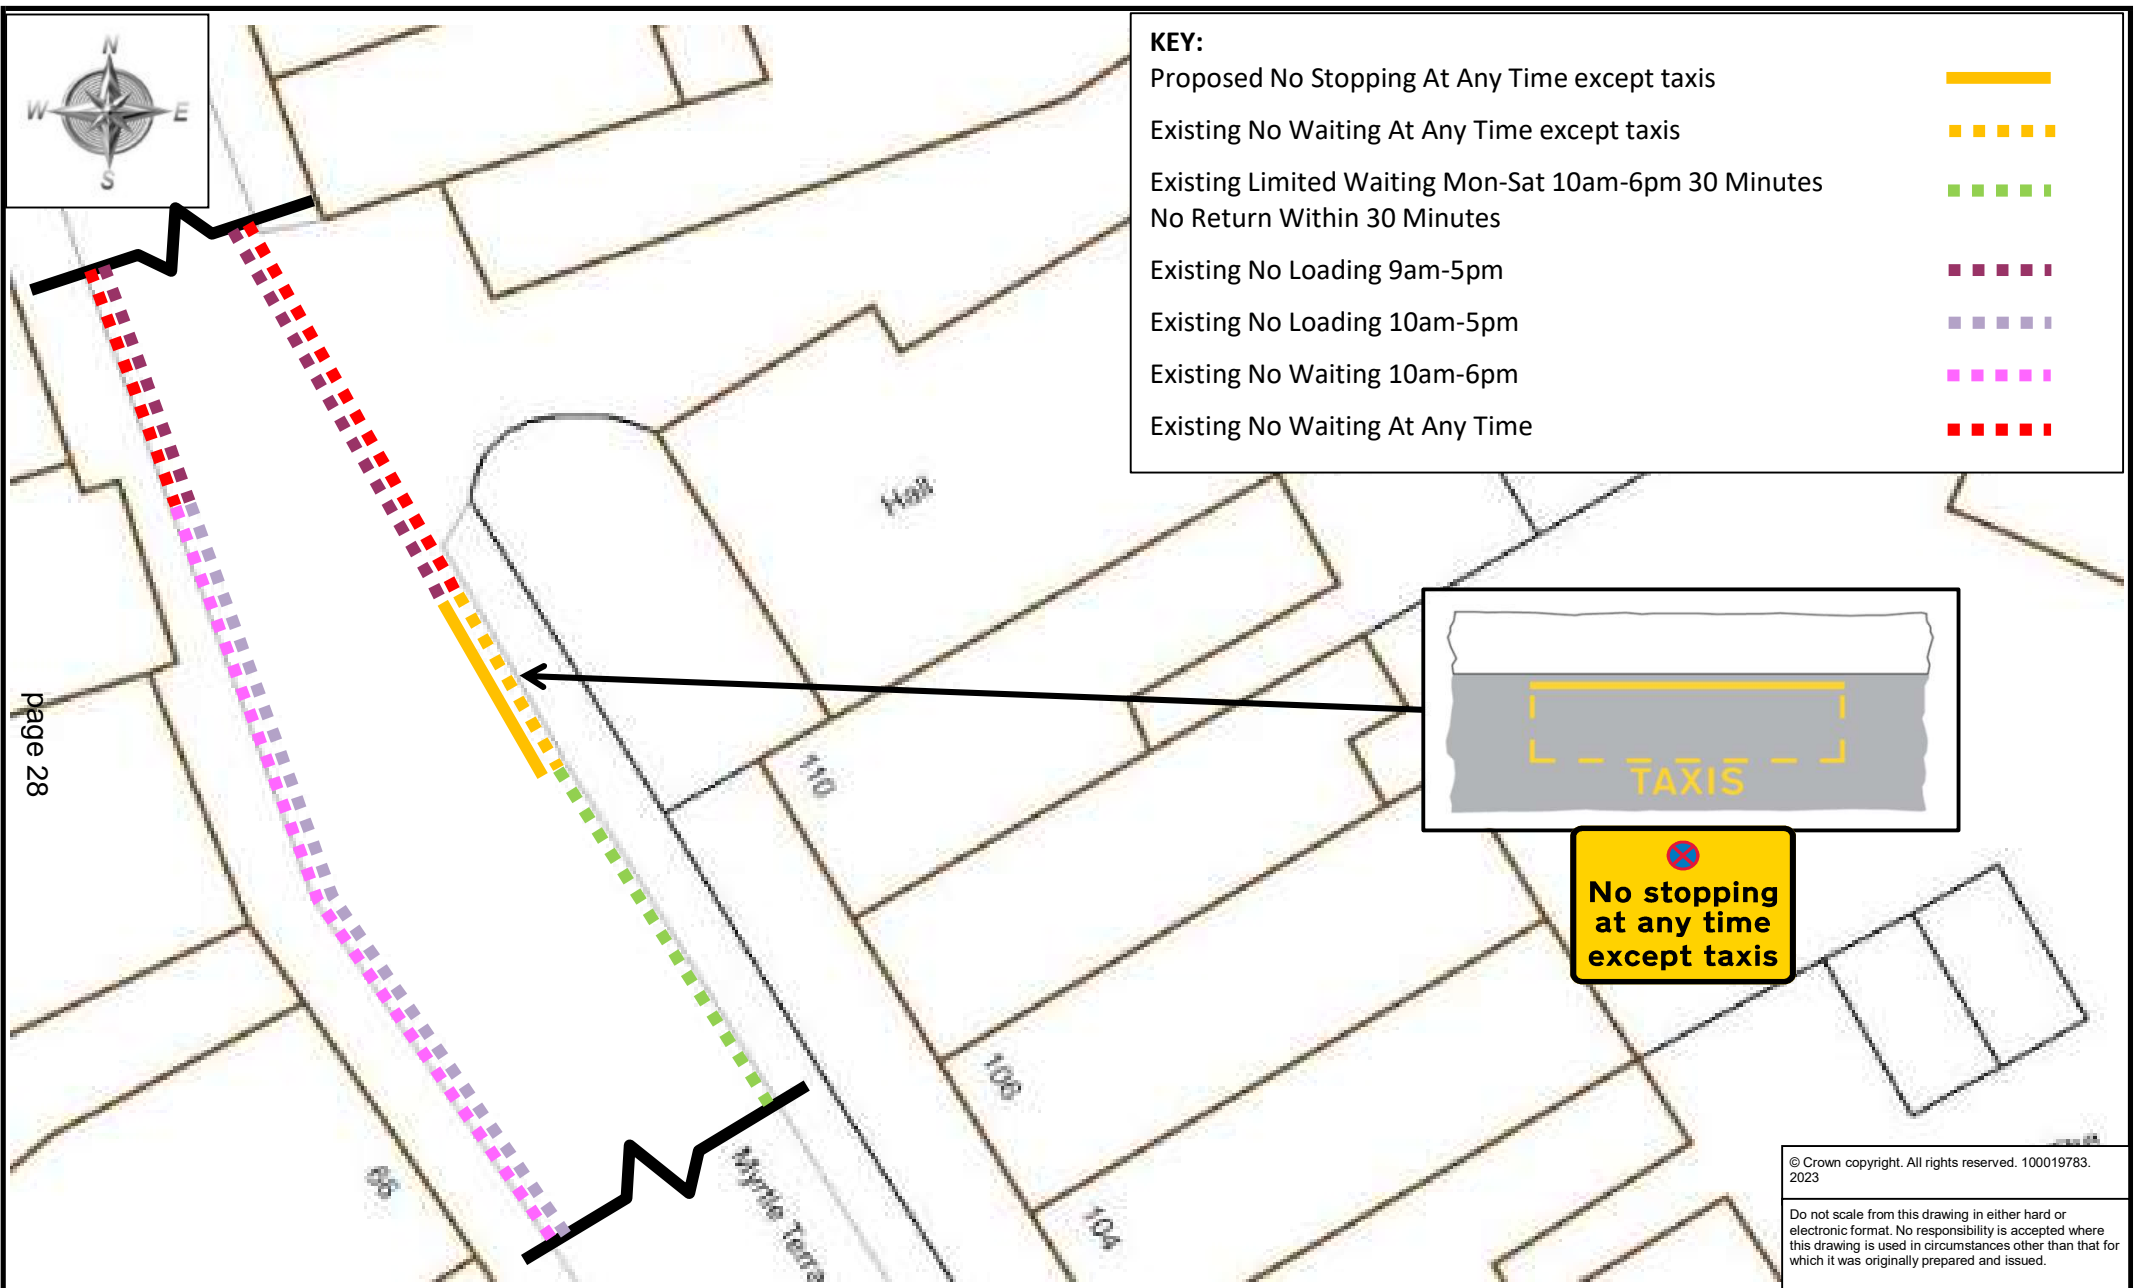 N
W E
S
KEY:
Proposed No Stopping At Any Time except taxis
Existing No Waiting At Any Time except taxis
Existing Limited Waiting Mon-Sat 10am-6pm 30 Minutes
No Return Within 30 Minutes
Existing No Loading 9am-5pm
Existing No Loading 10am-5pm
Existing No Waiting 10am-6pm
Existing No Waiting At Any Time
Hall
page 28
110
TAXIS
No stopping
at any time
except taxis
106
104
66
Myrtle Terra
© Crown copyright. All rights reserved. 100019783.
2023
Do not scale from this drawing in either hard or
electronic format. No responsibility is accepted where
this drawing is used in circumstances other than that for
which it was originally prepared and issued.